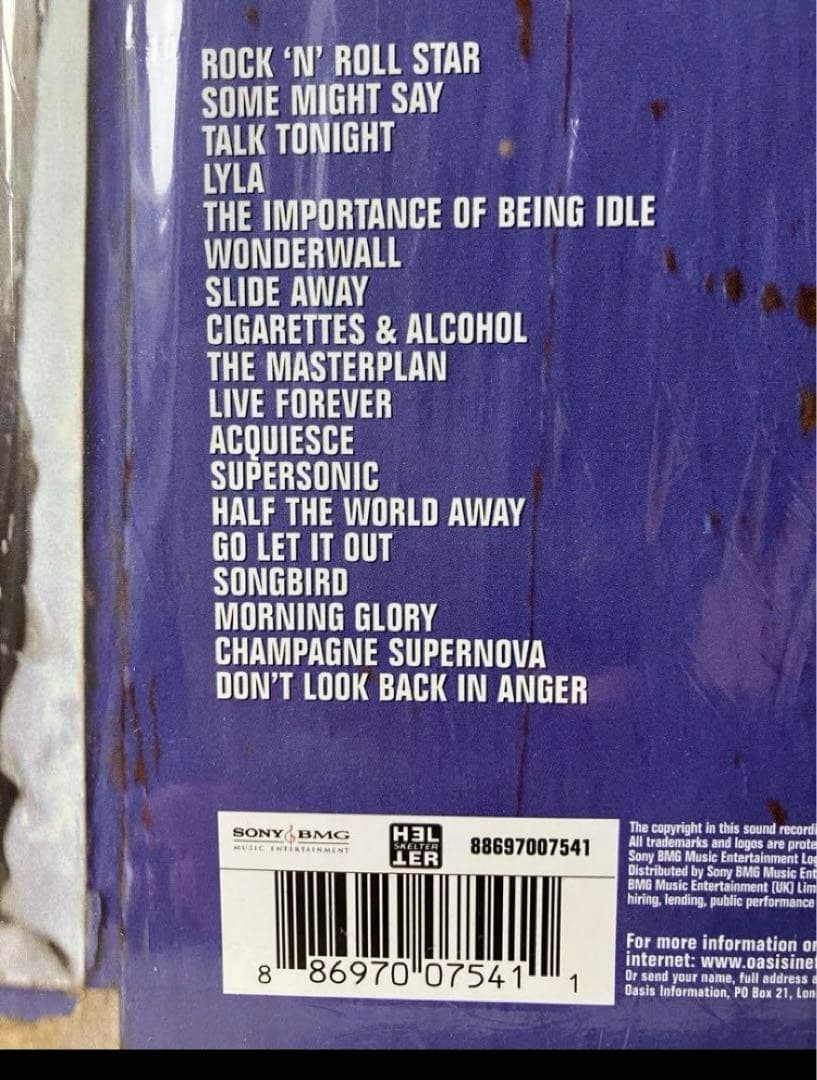 ROCK ‘N’ ROLL STAR
SOME MIGHT SAY
TALK TONIGHT
LYLA
THE IMPORTANCE OF BEING IDLE
WONDERWALL
SLIDE AWAY
CIGARETTES & ALCOHOL
THE MASTERPLAN
LIVE FOREVER
ACQUIESCE
SUPERSONIC
HALF THE WORLD AWAY
GO LET IT OUT
SONGBIRD
MORNING GLORY
CHAMPAGNE SUPERNOVA
DON’T LOOK BACK IN ANGER
SONY BMG
MUSIC ENTERTAINMENT
HEL
SKELTER
TER
88697007541
8 86970 07541 1
The copyright in this sound
All trademarks and logos are
Sony BMG Music Entertainment
Distributed by Sony BMG Music
BMG Music Entertainment (UK)
hiring, lending, public performance
For more information
internet:
Or send your name, full address
Oasis Information, PO Box 21,